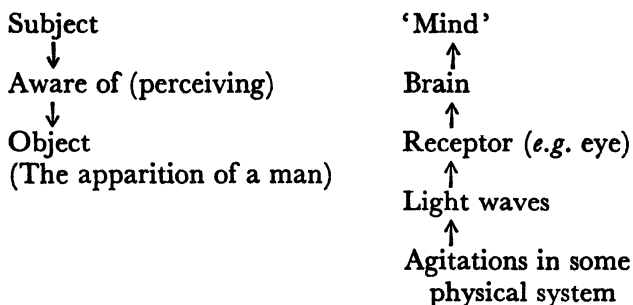 Subject
↓
Aware of (perceiving)
↓
Object
(The apparition of a man)
‘Mind’
↑
Brain
↑
Receptor (e.g. eye)
↑
Light waves
↑
Agitations in some
physical system